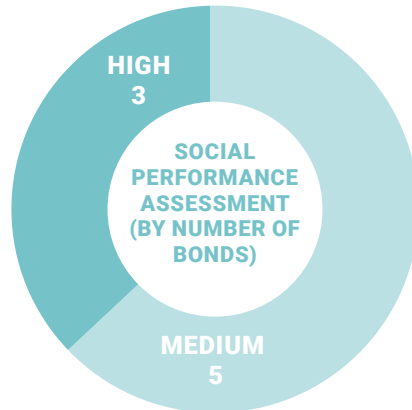 HIGH
3
SOCIAL
PERFORMANCE
ASSESSMENT
(BY NUMBER OF
BONDS)
MEDIUM
5